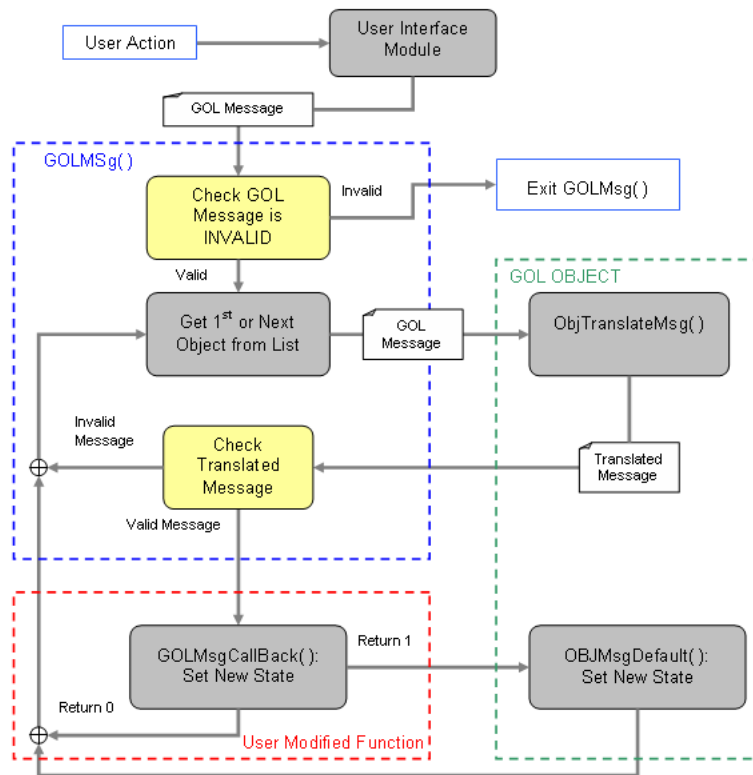 User Action
User Interface
Module
GOL Message
GOLMSg( )
Check GOL
Message is
INVALID
Invalid
Exit GOLMsg( )
Valid
GOL OBJECT
Get 1st or Next
Object from List
GOL
Message
ObjTranslateMsg( )
Invalid
Message
Check
Translated
Message
Translated
Message
Valid Message
GOLMsgCallBack( ):
Set New State
Return 1
OBJMsgDefault( ):
Set New State
Return 0
User Modified Function